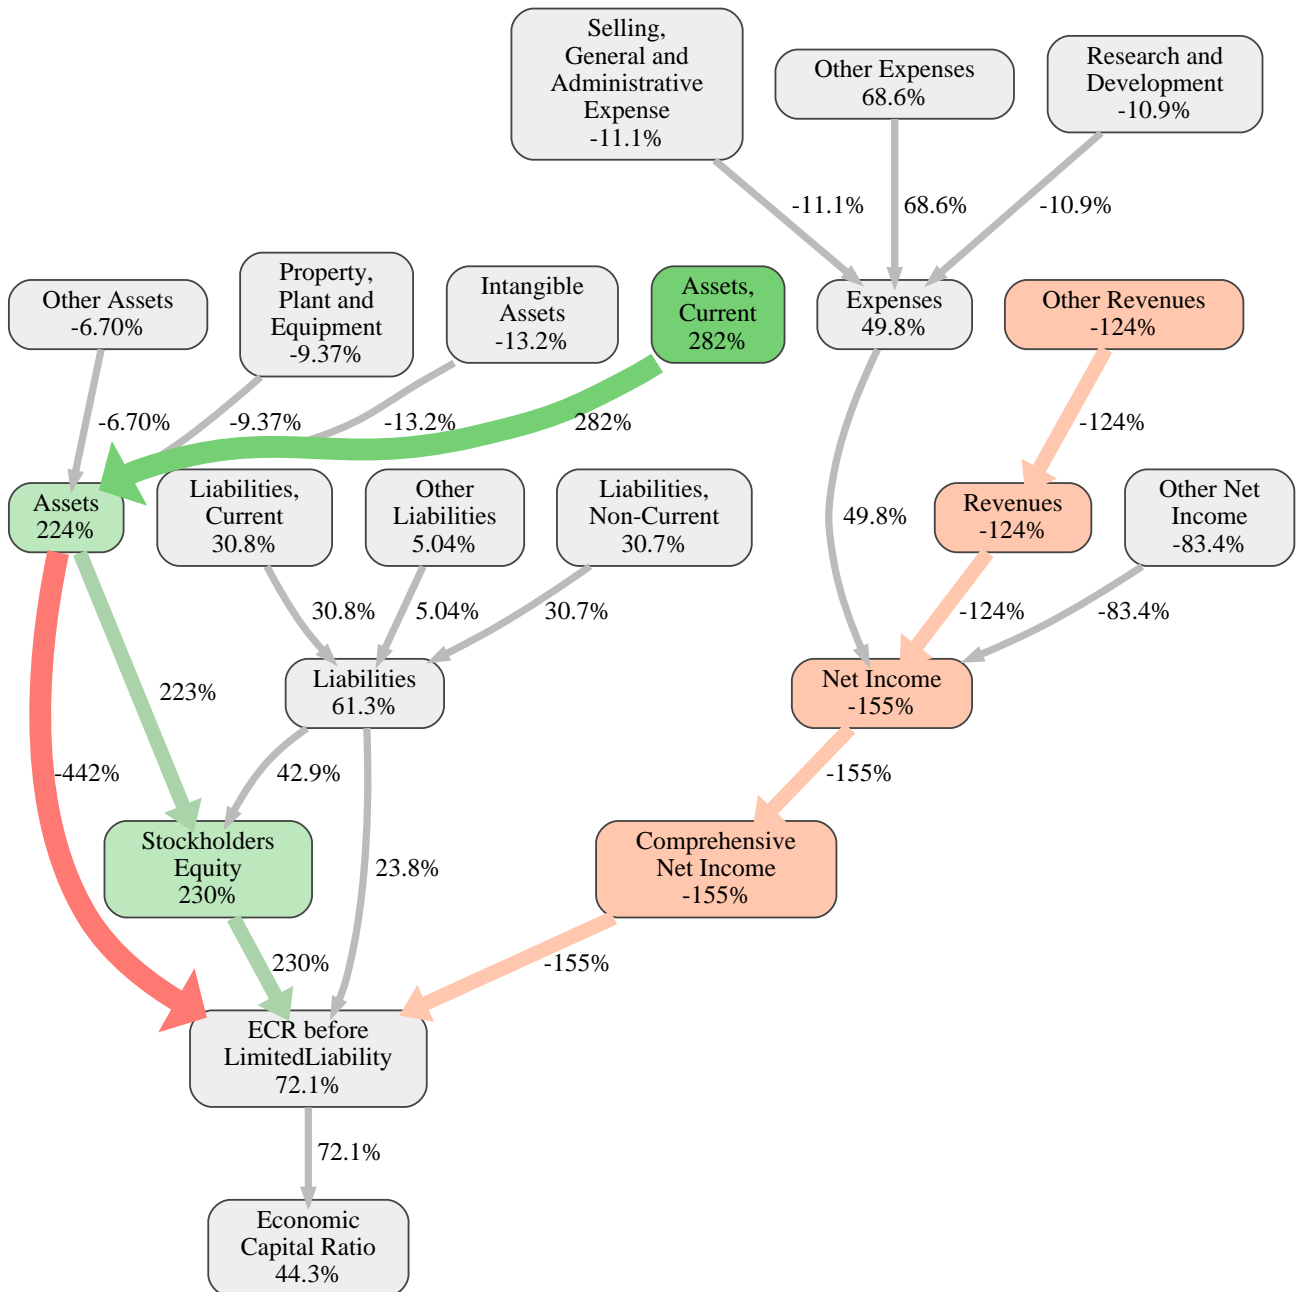 Selling,
General and
Administrative
Expense
-11.1%
Other Expenses
68.6%
Research and
Development
-10.9%
-11.1%
68.6%
-10.9%
Other Assets
-6.70%
Property,
Plant and
Equipment
-9.37%
Intangible
Assets
-13.2%
Assets,
Current
282%
Expenses
49.8%
Other Revenues
-124%
-6.70%
-9.37%
-13.2%
282%
-124%
Assets
224%
Liabilities,
Current
30.8%
Other
Liabilities
5.04%
Liabilities,
Non-Current
30.7%
49.8%
Revenues
-124%
Other Net
Income
-83.4%
30.8%
5.04%
30.7%
-124%
-83.4%
223%
Liabilities
61.3%
Net Income
-155%
-442%
42.9%
-155%
Stockholders
Equity
230%
23.8%
Comprehensive
Net Income
-155%
230%
-155%
ECR before
LimitedLiability
72.1%
72.1%
Economic
Capital Ratio
44.3%